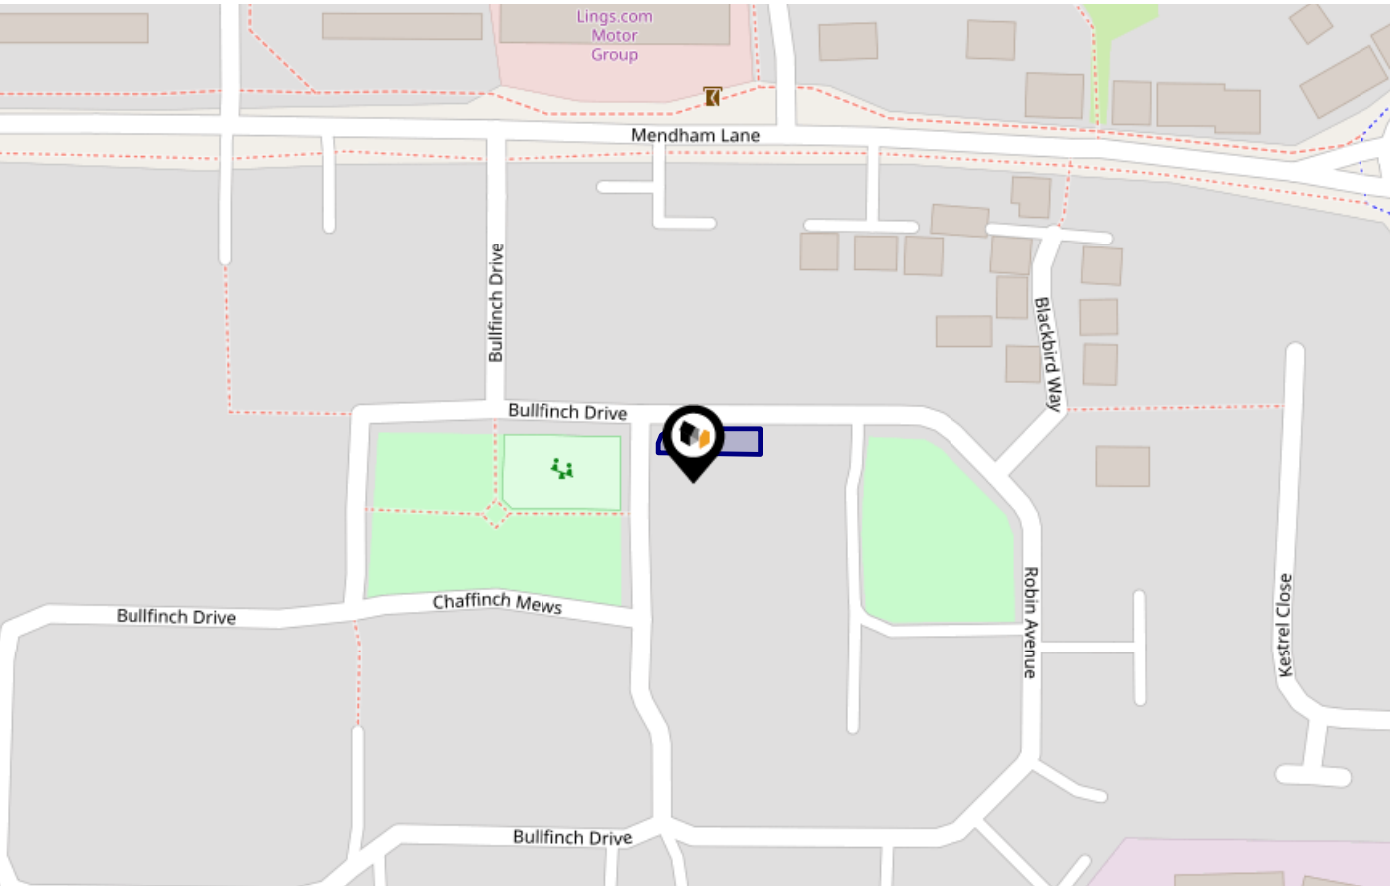 Lings.com
Motor
Group
Mendham Lane
Bullfinch Drive
Blackbird Way
Bullfinch Drive
Robin Avenue
Kestrel Close
Chaffinch Mews
Bullfinch Drive
Bullfinch Drive